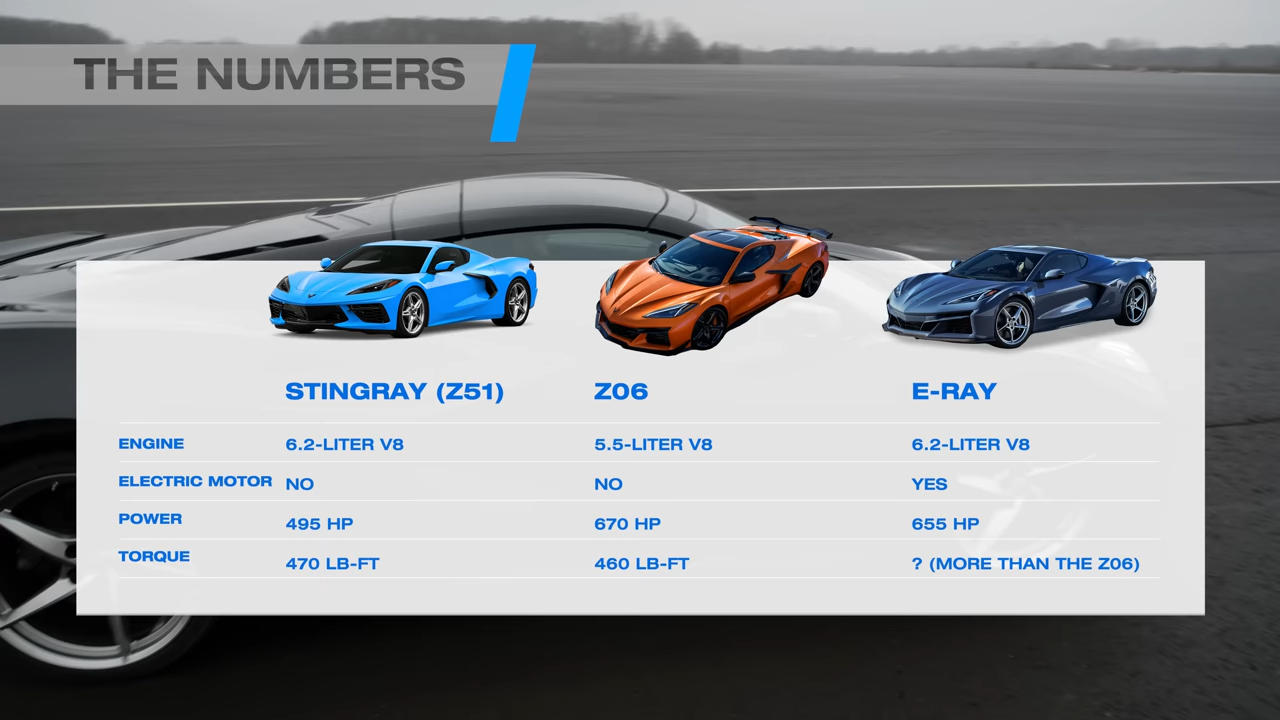 THE NUMBERS
STINGRAY (Z51) Z06 E-RAY
ENGINE 6.2-LITER V8 5.5-LITER V8 6.2-LITER V8
ELECTRIC MOTOR NO NO YES
POWER 495 HP 670 HP 655 HP
TORQUE 470 LB-FT 460 LB-FT ? (MORE THAN THE Z06)